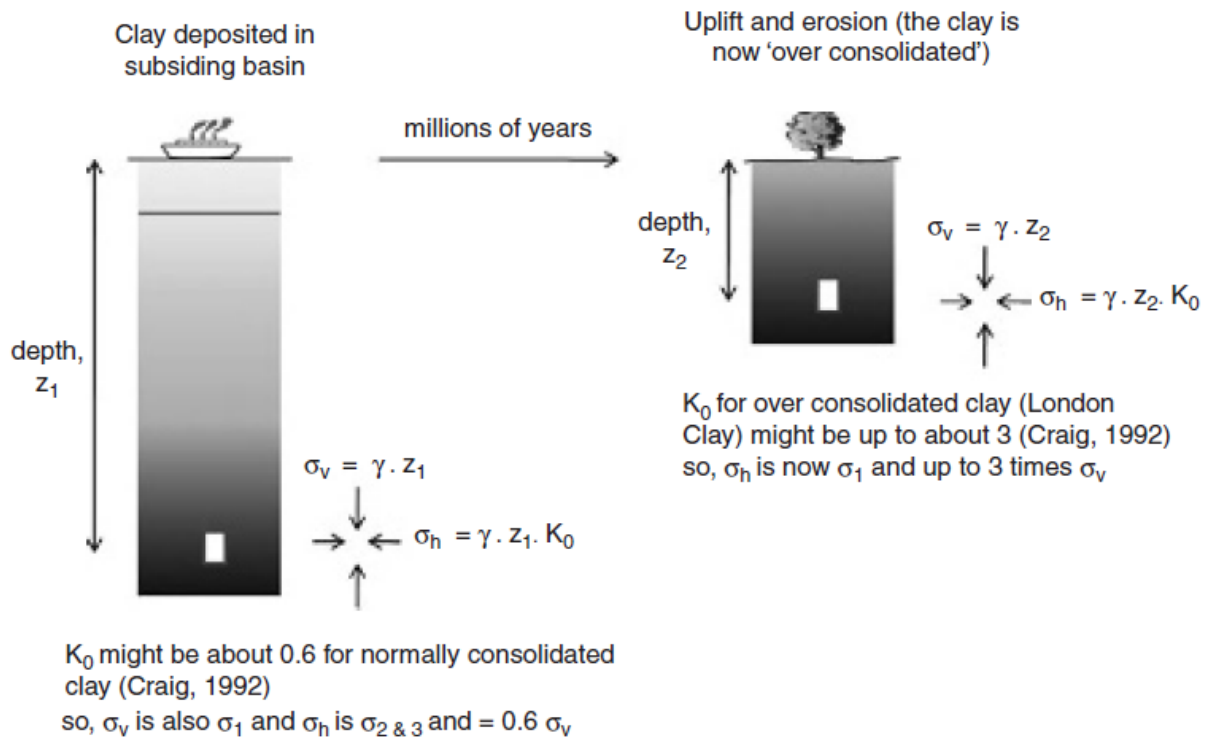 Clay deposited in
subsiding basin
millions of years
Uplift and erosion (the clay is
now ‘over consolidated’)
depth,
z₁
σᵥ = γ . z₁
σₕ = γ . z₁. K₀
K₀ might be about 0.6 for normally consolidated
clay (Craig, 1992)
so, σᵥ is also σ₁ and σₕ is σ₂ & ₃ and = 0.6 σᵥ
depth,
z₂
σᵥ = γ . z₂
σₕ = γ . z₂. K₀
K₀ for over consolidated clay (London
Clay) might be up to about 3 (Craig, 1992)
so, σₕ is now σ₁ and up to 3 times σᵥ